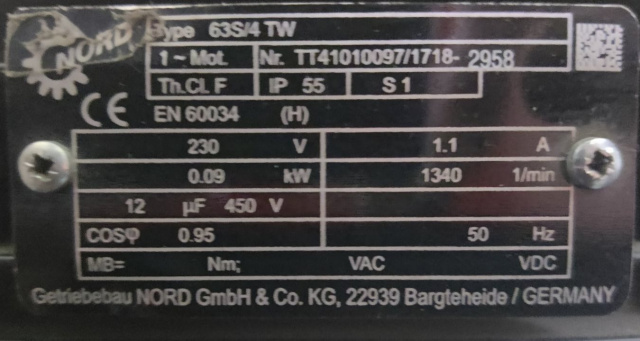 NORD
Type 63S/4 TW
1 ~ Mot. Nr. TT41010097/1718- 2958
Th.Cl. F IP 55 S 1
CE EN 60034 (H)
230 V 1.1 A
0.09 kW 1340 1/min
12 µF 450 V
COSφ 0.95 50 Hz
MB= Nm; VAC VDC
Getriebebau NORD GmbH & Co. KG, 22939 Bargteheide / GERMANY